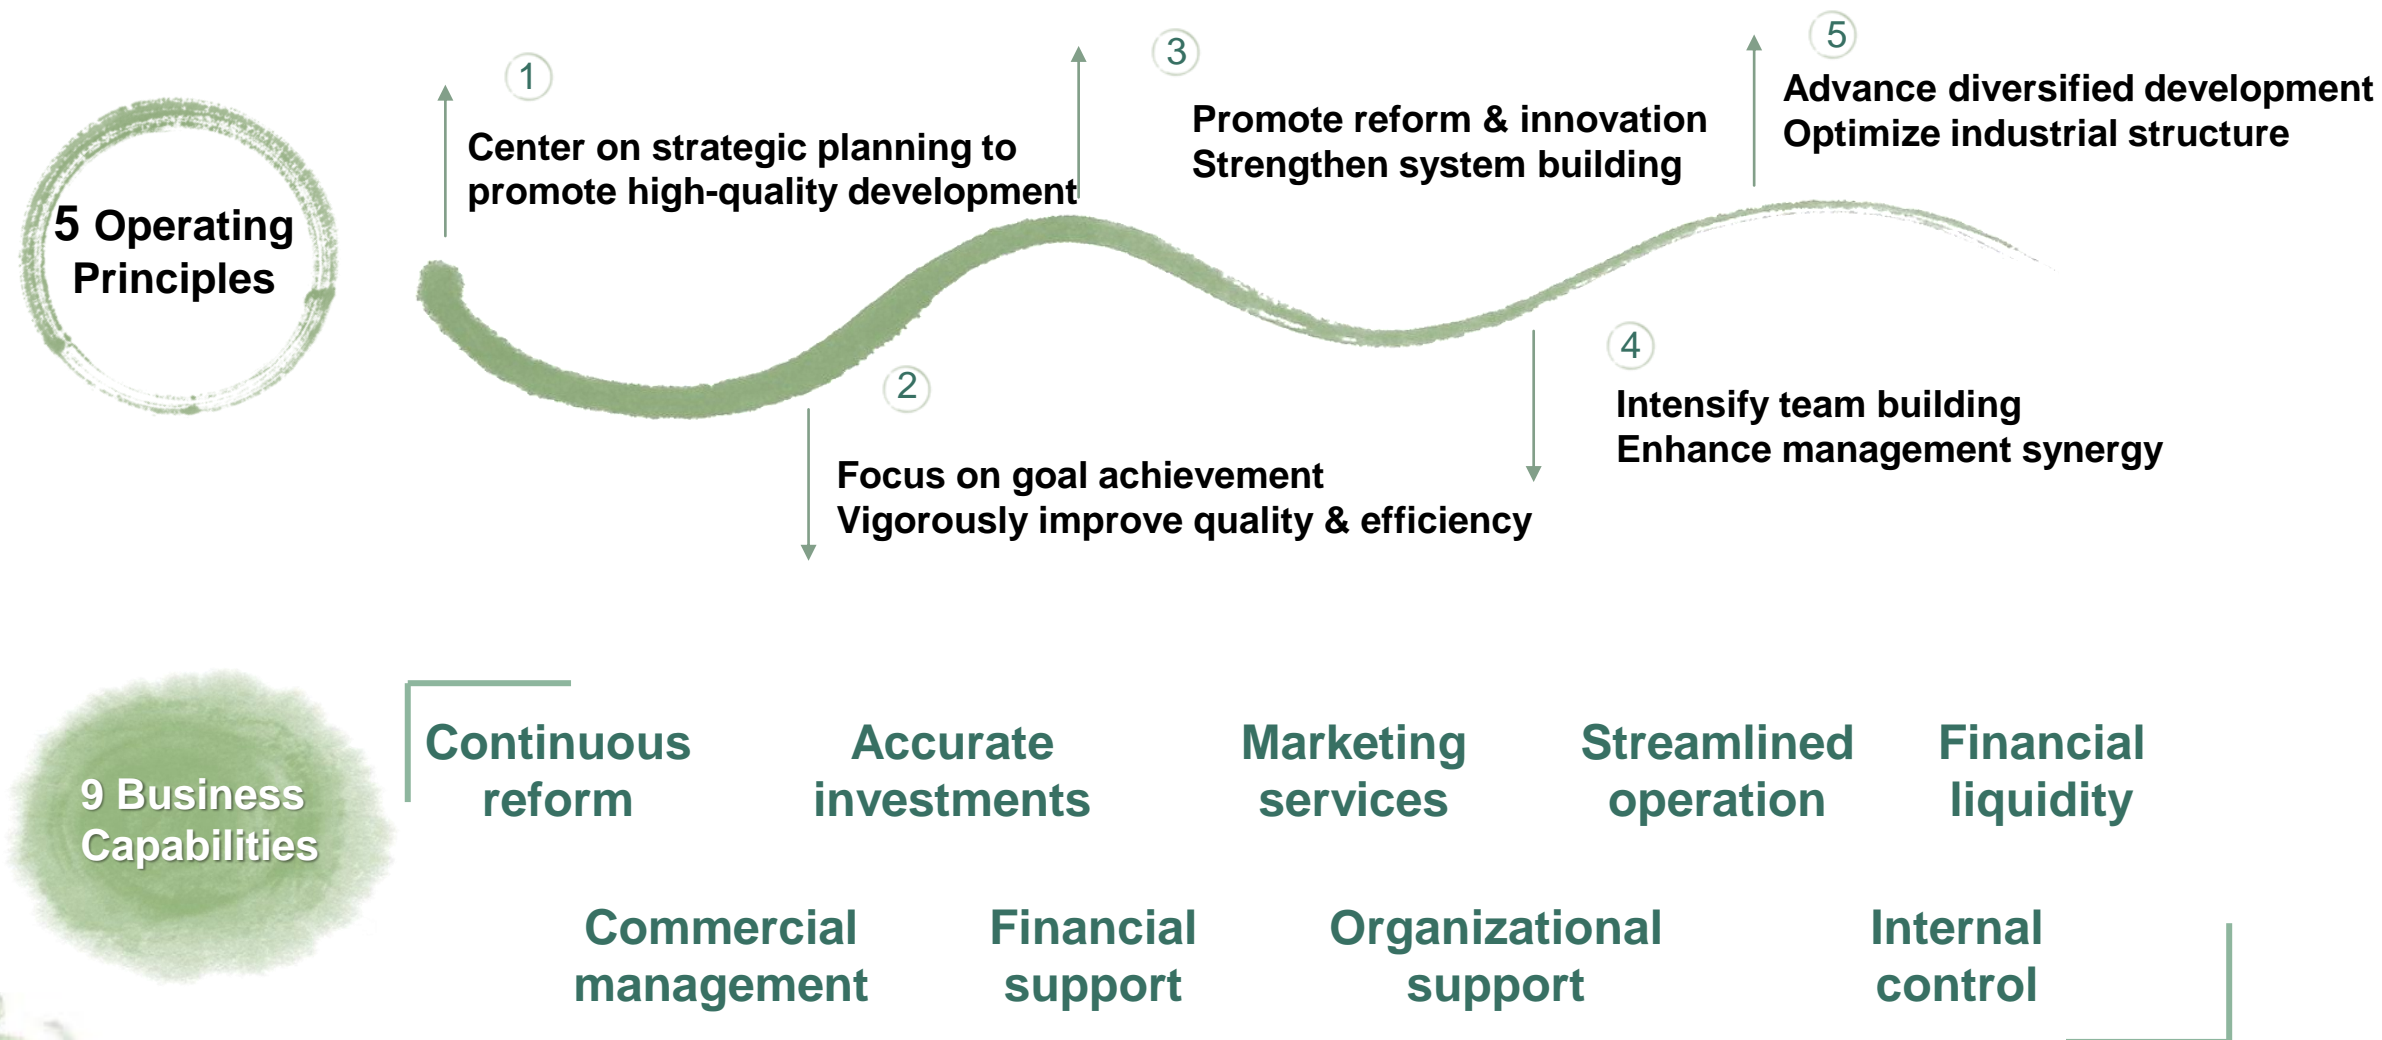 5 Operating
Principles
1
Center on strategic planning to
promote high-quality development
2
Focus on goal achievement
Vigorously improve quality & efficiency
3
Promote reform & innovation
Strengthen system building
4
Intensify team building
Enhance management synergy
5
Advance diversified development
Optimize industrial structure
9 Business
Capabilities
Continuous
reform
Accurate
investments
Marketing
services
Streamlined
operation
Financial
liquidity
Commercial
management
Financial
support
Organizational
support
Internal
control